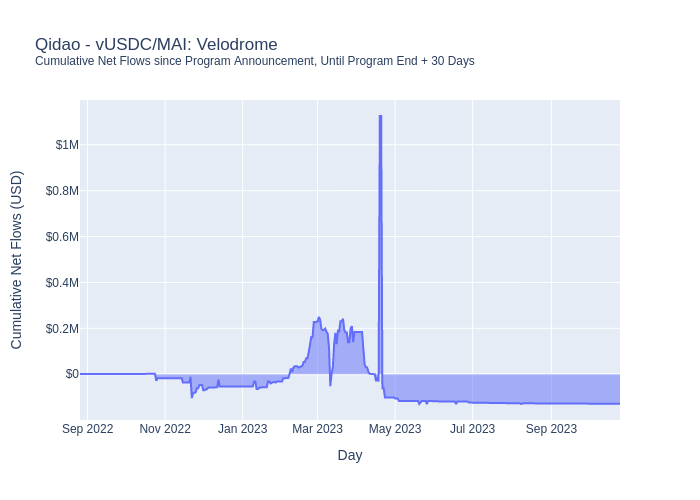 Qidao - vUSDC/MAI: Velodrome
Cumulative Net Flows since Program Announcement, Until Program End + 30 Days
Cumulative Net Flows (USD)
$1M
$0.8M
$0.6M
$0.4M
$0.2M
$0
Sep 2022 Nov 2022 Jan 2023 Mar 2023 May 2023 Jul 2023 Sep 2023
Day